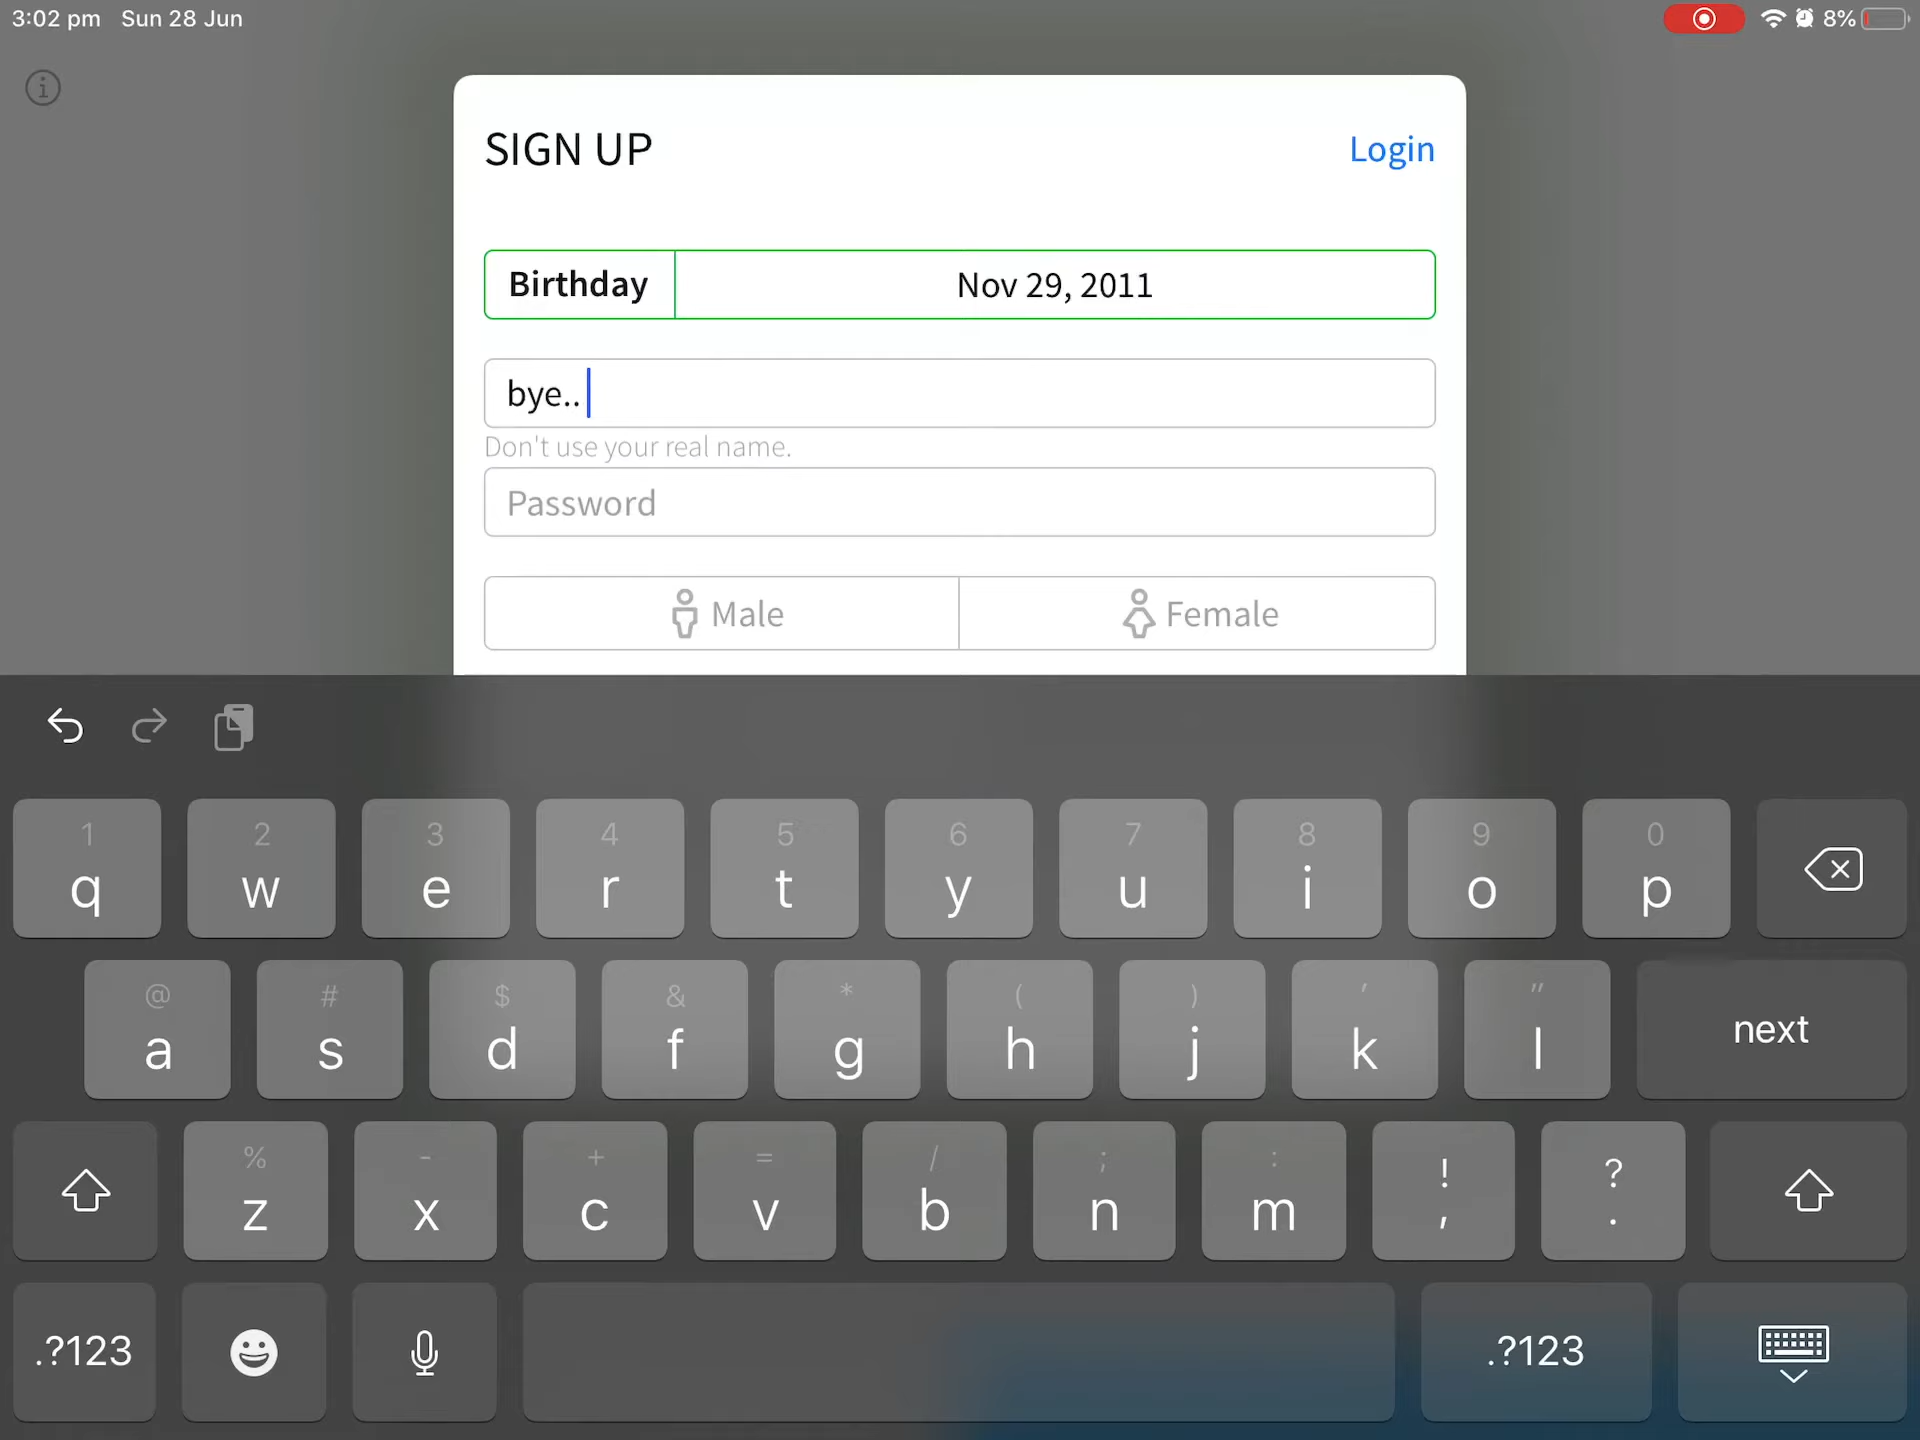 3:02 pm Sun 28 Jun 8%
SIGN UP Login
Birthday Nov 29, 2011
bye..
Don't use your real name.
Password
Male Female
1 2 3 4 5 6 7 8 9 0
q w e r t y u i o p
@ # $ & * ( ) ' "
a s d f g h j k l next
% - + = / ; : ! ?
z x c v b n m , .
.?123 .?123